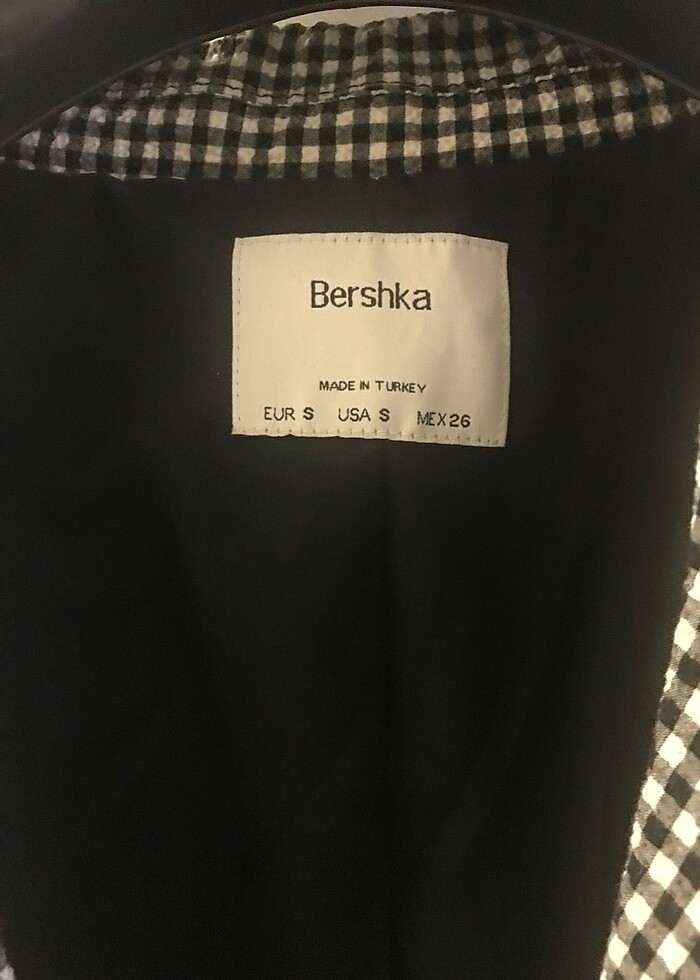 Bershka
MADE IN TURKEY
EUR S USA S MEX 26